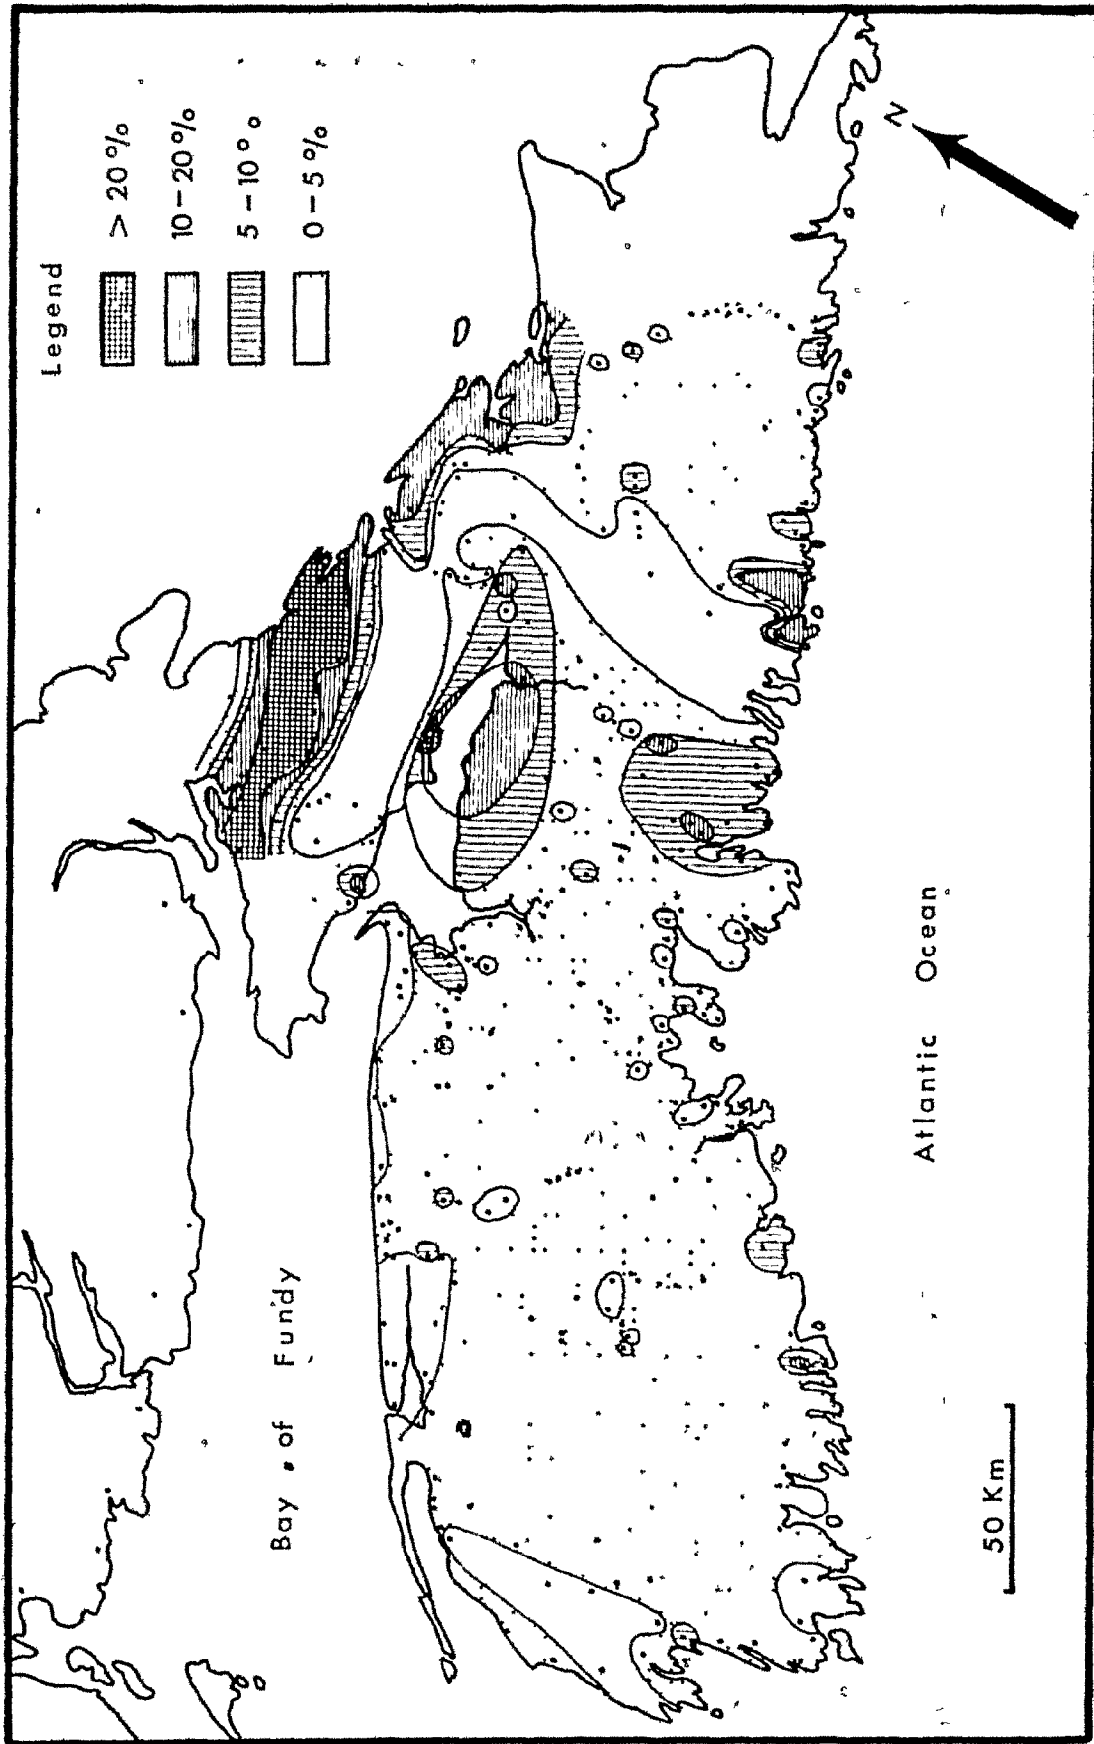 Legend
> 20 %
10 – 20 %
5 – 10 % 
0 – 5 %
N
Bay of Fundy
Atlantic Ocean
50 Km